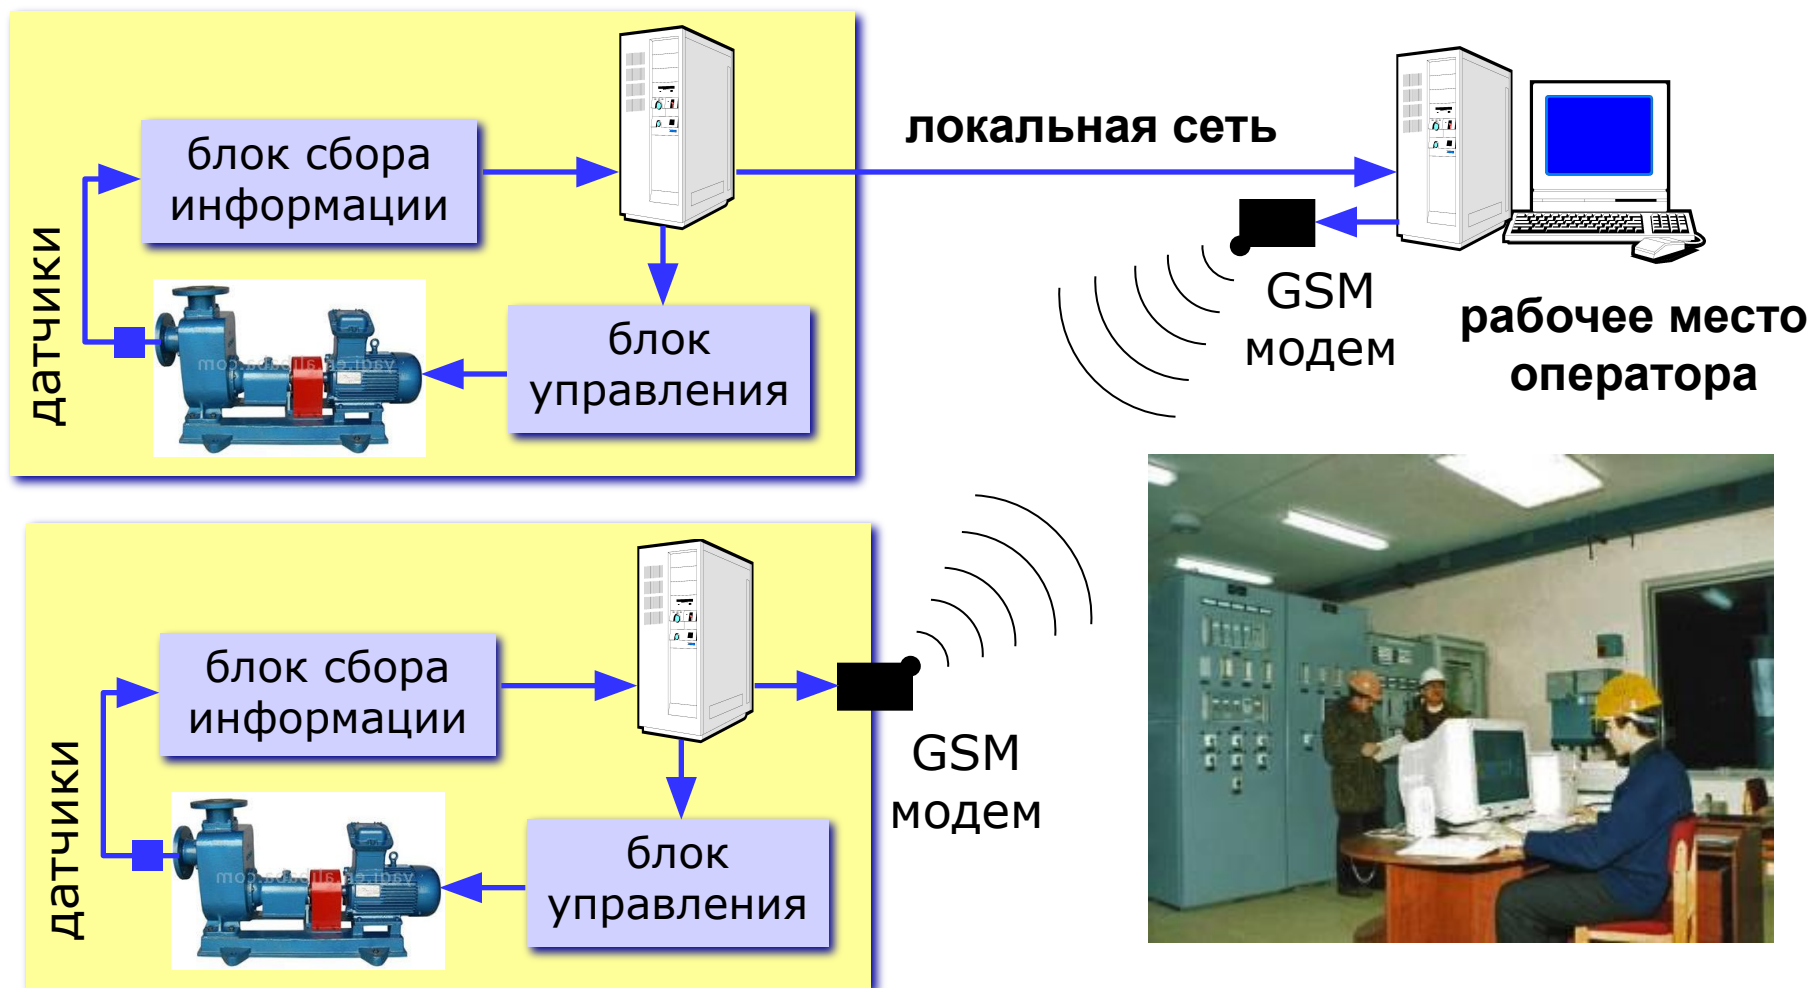 блок сбора
информации
локальная сеть
датчики
GSM
модем
блок
управления
рабочее место
оператора
блок сбора
информации
датчики
GSM
модем
блок
управления